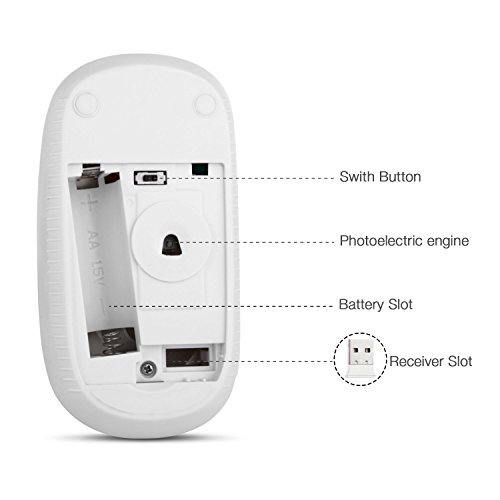 Swith Button
Photoelectric engine
Battery Slot
Receiver Slot
AA 1.5V